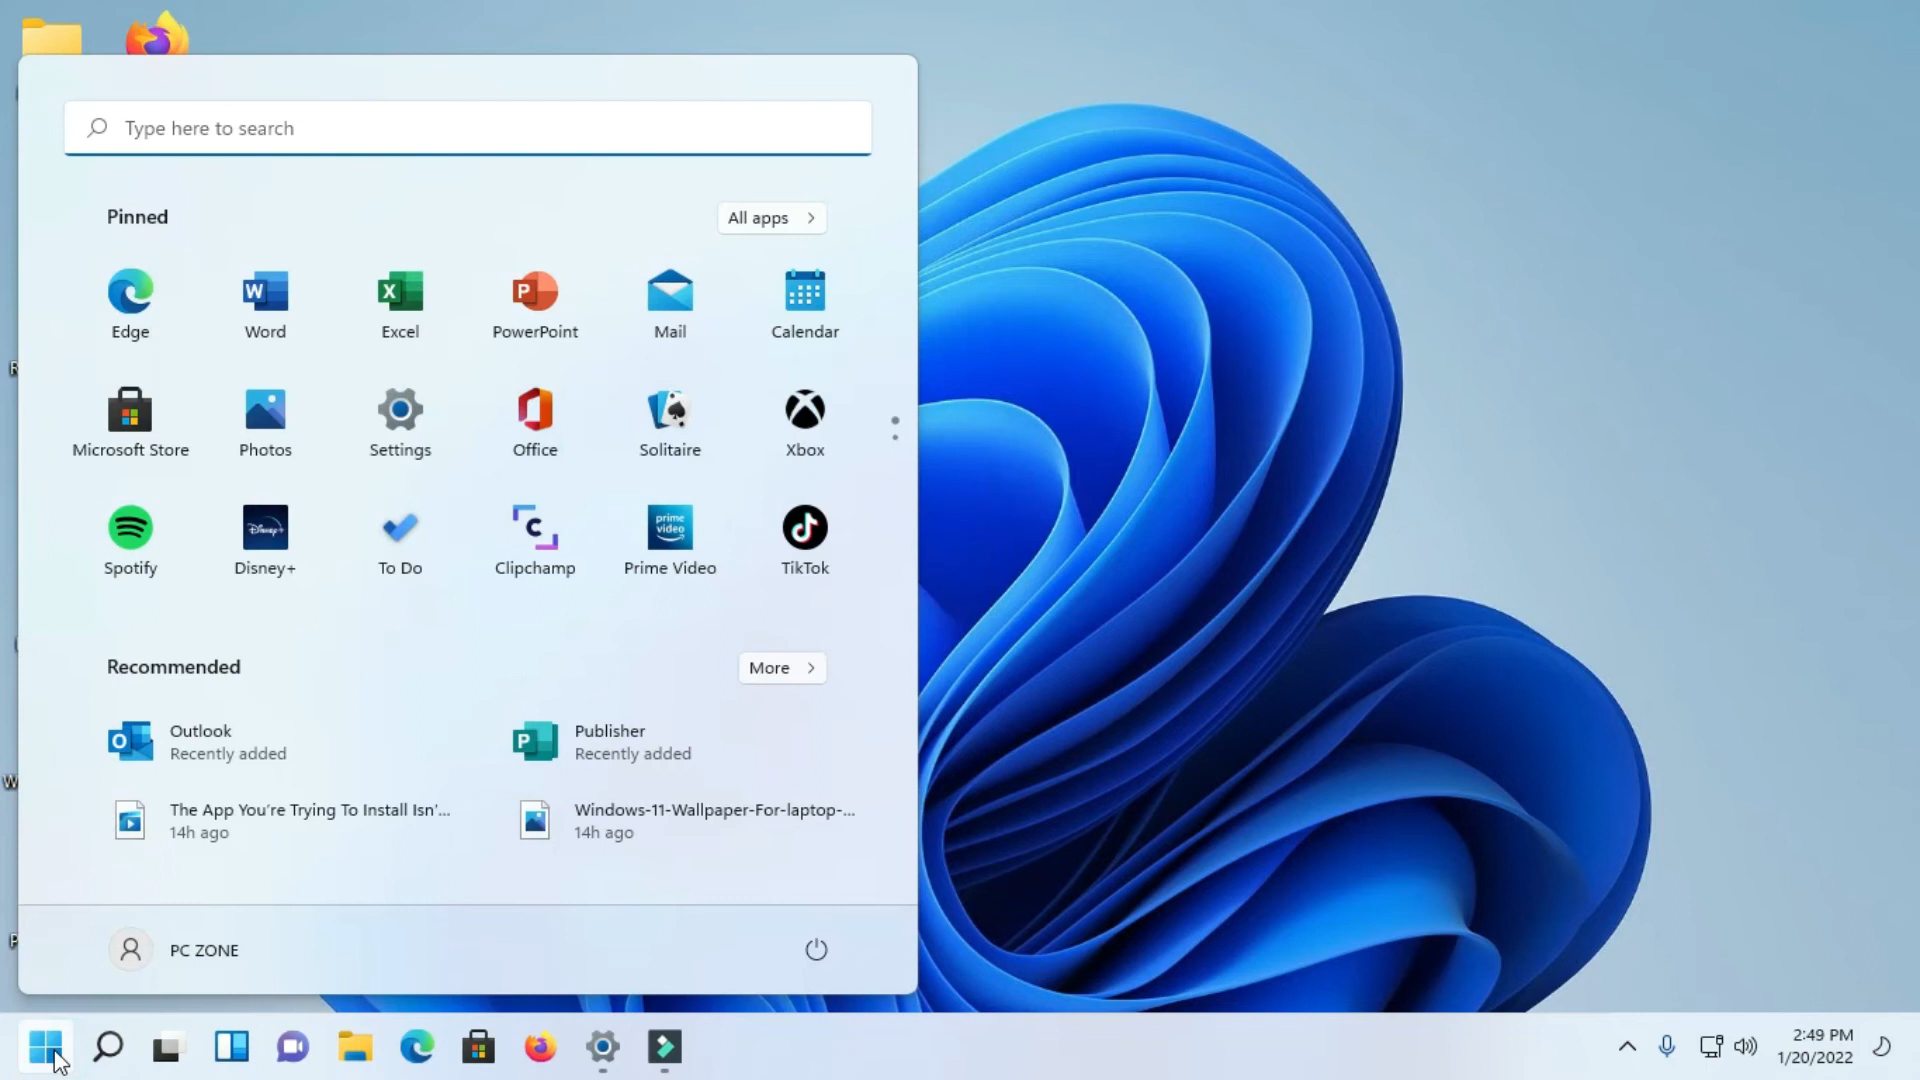 Type here to search
Pinned
All apps
Edge
Word
Excel
PowerPoint
Mail
Calendar
Microsoft Store
Photos
Settings
Office
Solitaire
Xbox
Disney+
prime
video
Spotify
Disney+
To Do
Clipchamp
Prime Video
TikTok
Recommended
More
Outlook
Recently added
Publisher
Recently added
The App You're Trying To Install Isn'...
14h ago
Windows-11-Wallpaper-For-laptop-...
14h ago
PC ZONE
2:49 PM
1/20/2022